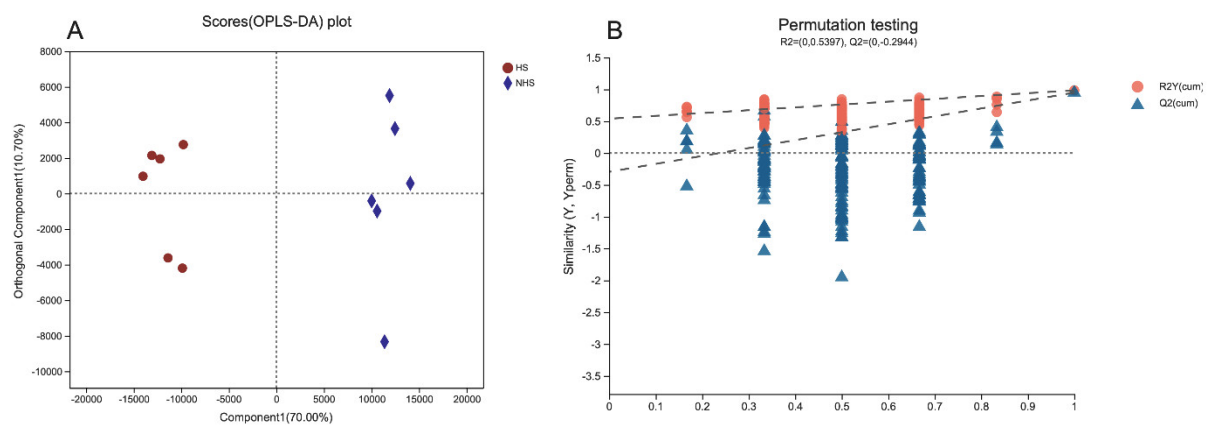 A
Scores(OPLS-DA) plot
8000
6000
4000
2000
0
-2000
-4000
-6000
-8000
-10000
Orthogonal Component1(10.70%)
-20000 -15000 -10000 -5000 0 5000 10000 15000 20000
Component1(70.00%)
HS
NHS
B
Permutation testing
R2=(0,0.5397), Q2=(0,-0.2944)
1.5
1
0.5
0
-0.5
-1
-1.5
-2
-2.5
-3
-3.5
Similarity (Y, Yperm)
0 0.1 0.2 0.3 0.4 0.5 0.6 0.7 0.8 0.9 1
R2Y(cum)
Q2(cum)